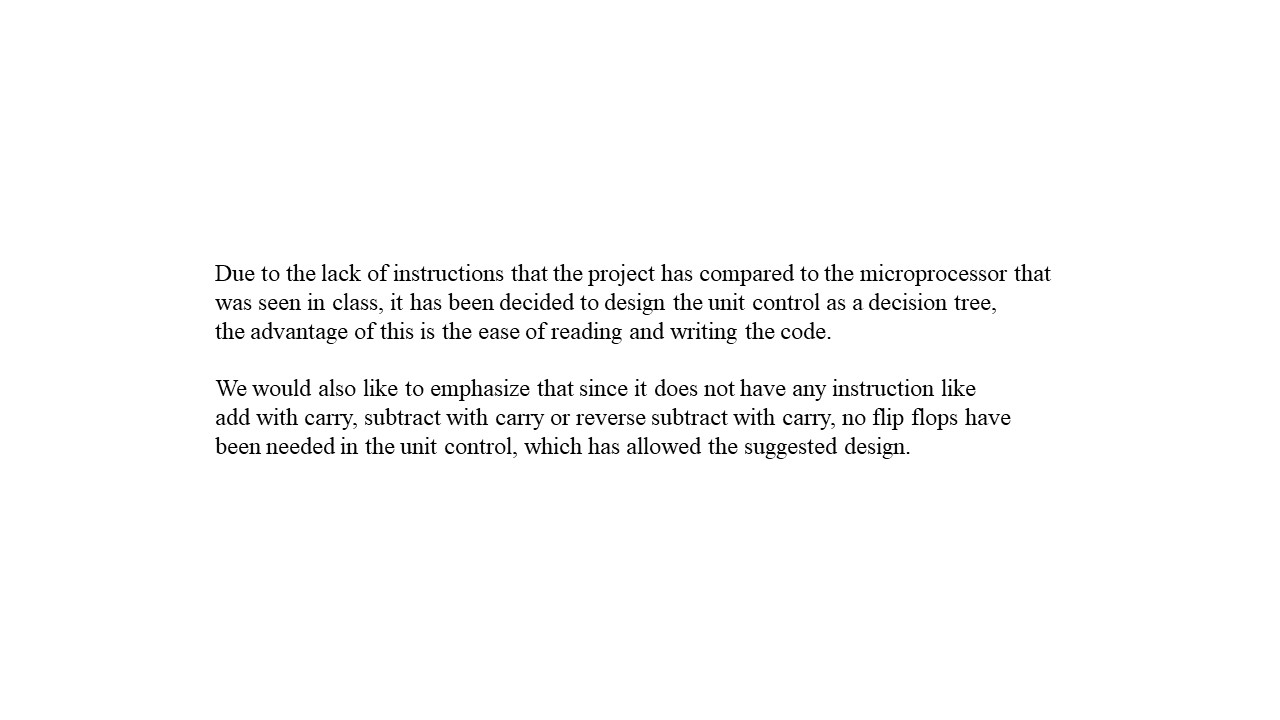 Due to the lack of instructions that the project has compared to the microprocessor that
was seen in class, it has been decided to design the unit control as a decision tree,
the advantage of this is the ease of reading and writing the code.
We would also like to emphasize that since it does not have any instruction like
add with carry, subtract with carry or reverse subtract with carry, no flip flops have
been needed in the unit control, which has allowed the suggested design.